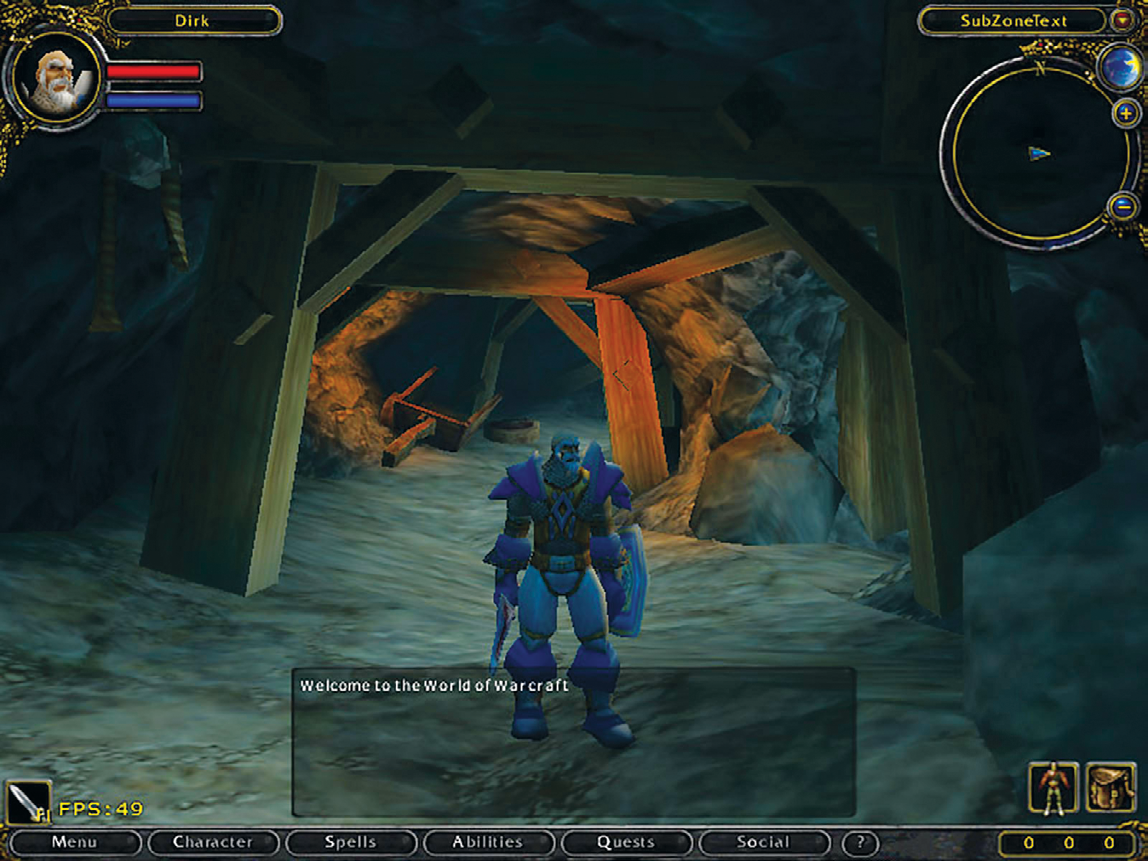 Dirk
SubZoneText
N
Welcome to the World of Warcraft
FPS: 49
Menu
Character
Spells
Abilities
Quests
Social
?
0 0 0